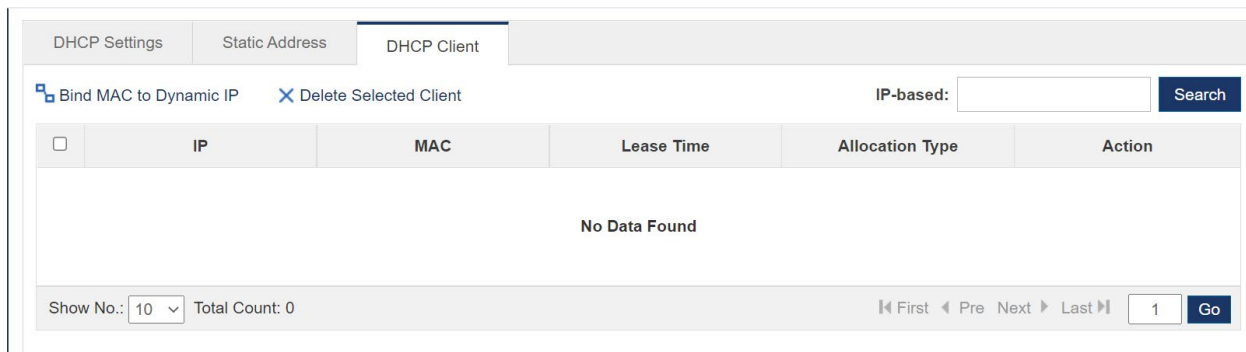 DHCP Settings Static Address DHCP Client
Bind MAC to Dynamic IP Delete Selected Client IP-based: Search
IP MAC Lease Time Allocation Type Action
No Data Found
Show No.: 10 Total Count: 0 First Pre Next Last 1 Go